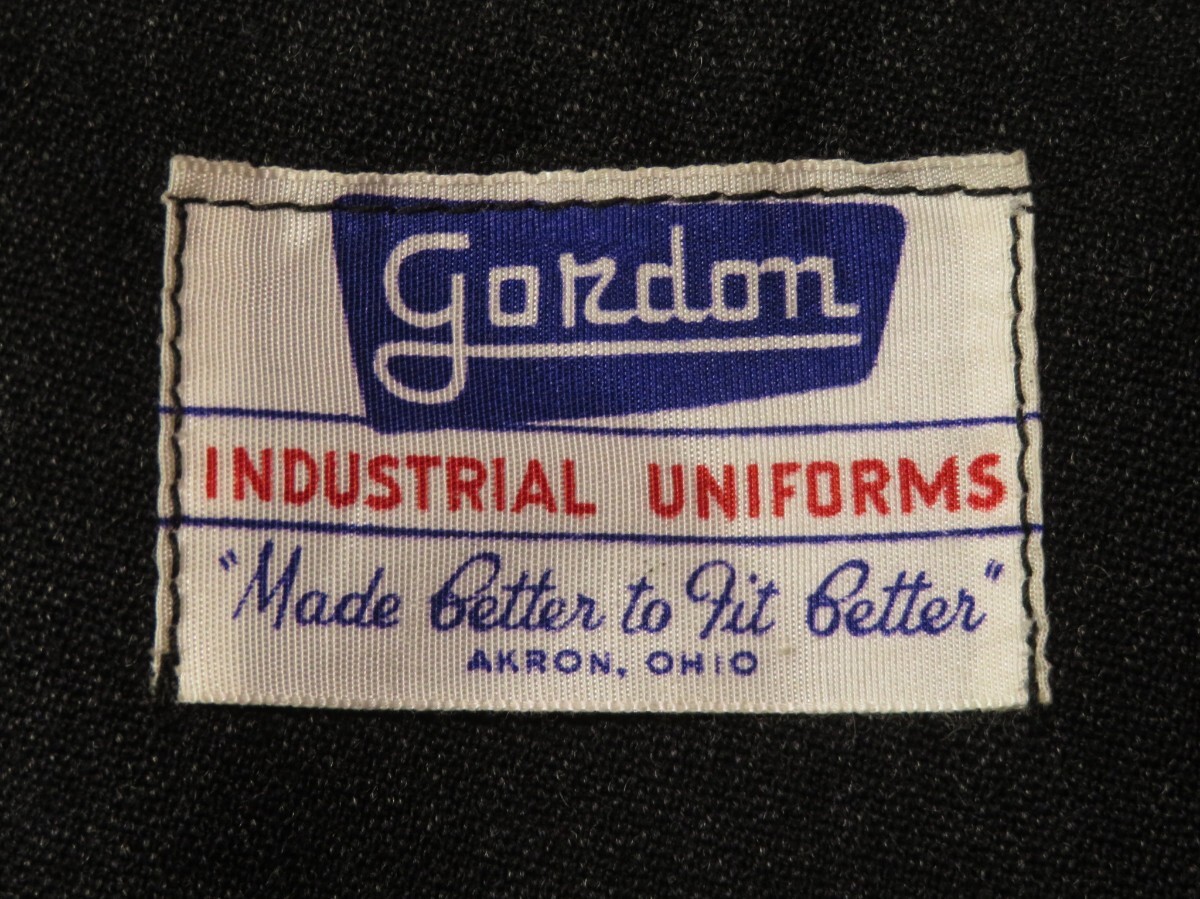 Gordon
INDUSTRIAL UNIFORMS
"Made Better to Fit Better"
AKRON, OHIO